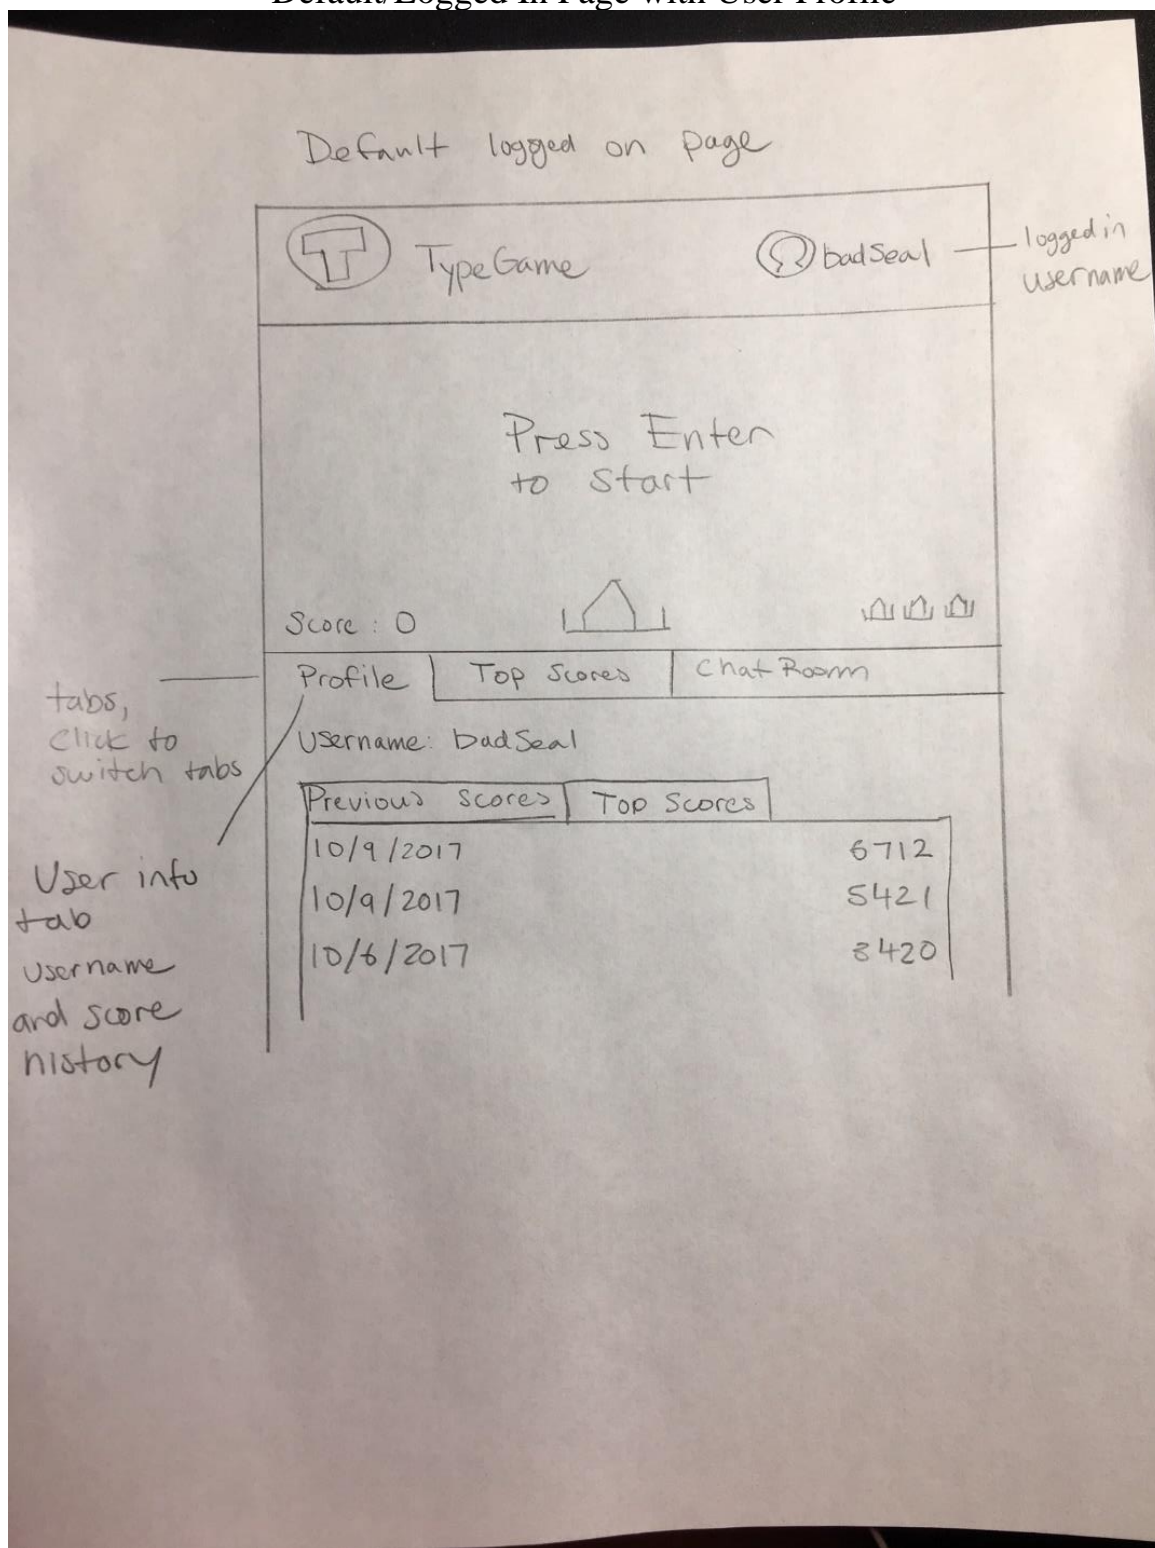 Default/Logged In Page with User Profile
Default logged on page
T TypeGame
badSeal
logged in
username
Press Enter
to Start
Score: 0
Profile
Top Scores
Chat Room
tabs,
click to
switch tabs
Username: badSeal
Previous Scores
Top Scores
10/9/2017 6712
10/9/2017 5421
10/6/2017 8420
User info
tab
username
and score
history